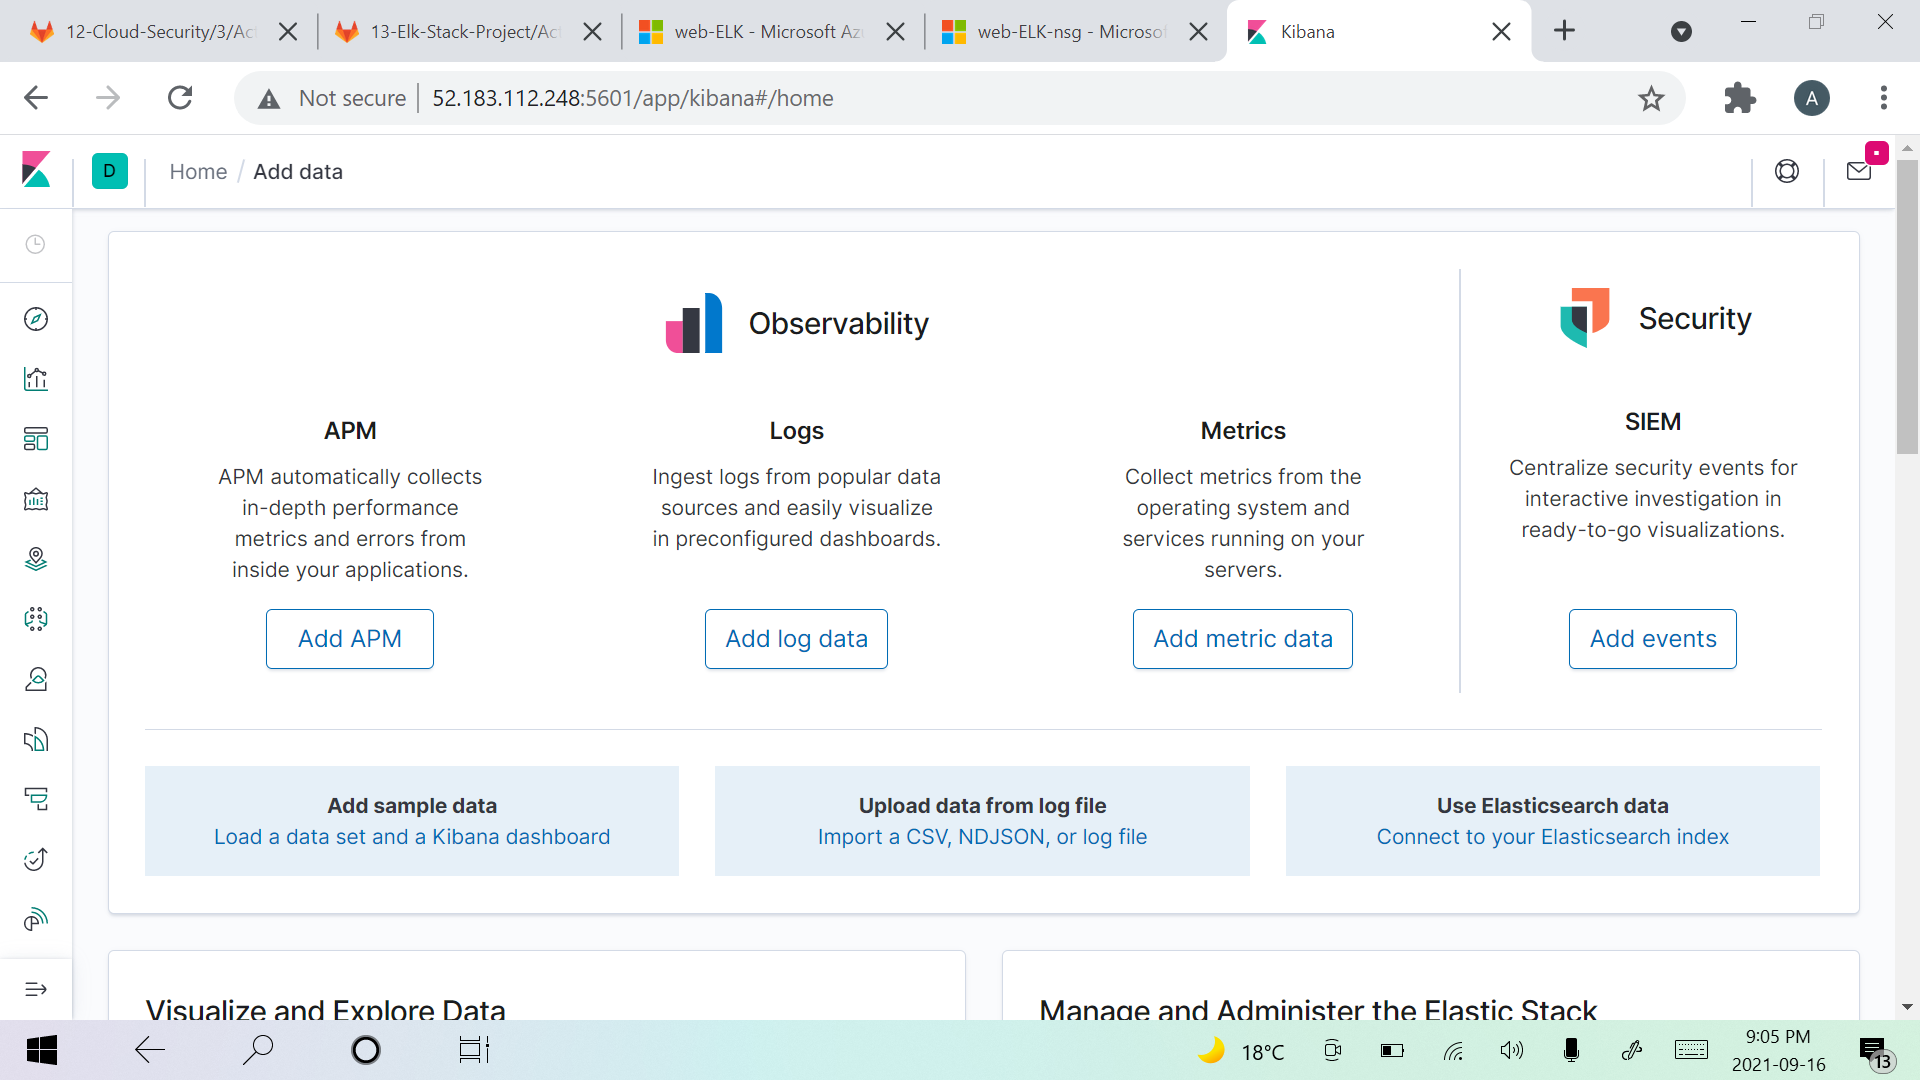 12-Cloud-Security/3/Act
13-Elk-Stack-Project/Act
web-ELK - Microsoft Az
web-ELK-nsg - Microsof
Kibana
Not secure
52.183.112.248:5601/app/kibana#/home
A
D
Home / Add data
Observability
Security
APM
APM automatically collects
in-depth performance
metrics and errors from
inside your applications.
Add APM
Logs
Ingest logs from popular data
sources and easily visualize
in preconfigured dashboards.
Add log data
Metrics
Collect metrics from the
operating system and
services running on your
servers.
Add metric data
SIEM
Centralize security events for
interactive investigation in
ready-to-go visualizations.
Add events
Add sample data
Load a data set and a Kibana dashboard
Upload data from log file
Import a CSV, NDJSON, or log file
Use Elasticsearch data
Connect to your Elasticsearch index
Visualize and Explore Data
Manage and Administer the Elastic Stack
18°C
9:05 PM
2021-09-16
13